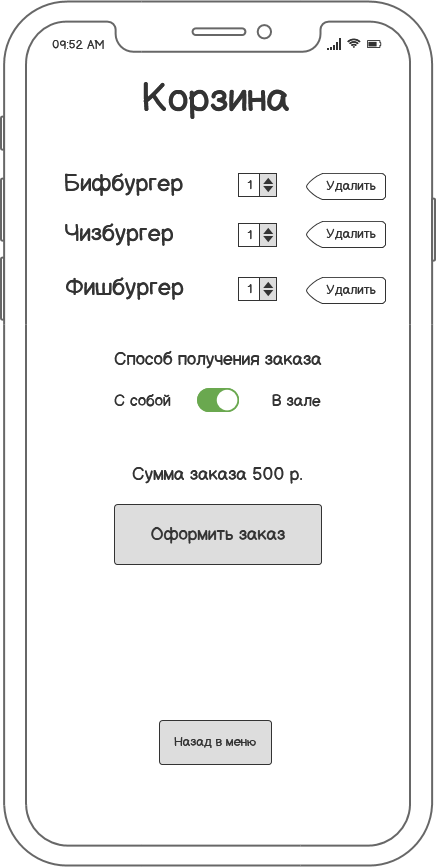 09:52 AM
Корзина
Бифбургер 1 Удалить
Чизбургер 1 Удалить
Фишбургер 1 Удалить
Способ получения заказа
С собой В зале
Сумма заказа 500 р.
Оформить заказ
Назад в меню